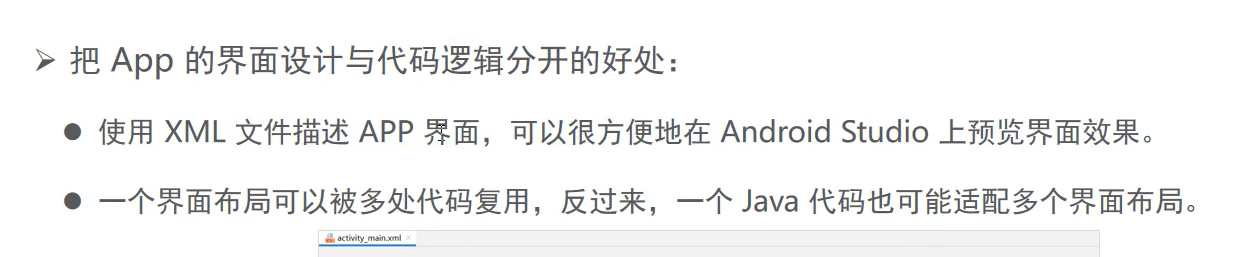 把 App 的界面设计与代码逻辑分开的好处：
使用 XML 文件描述 APP 界面，可以很方便地在 Android Studio 上预览界面效果。
一个界面布局可以被多处代码复用，反过来，一个 Java 代码也可能适配多个界面布局。
activity_main.xml